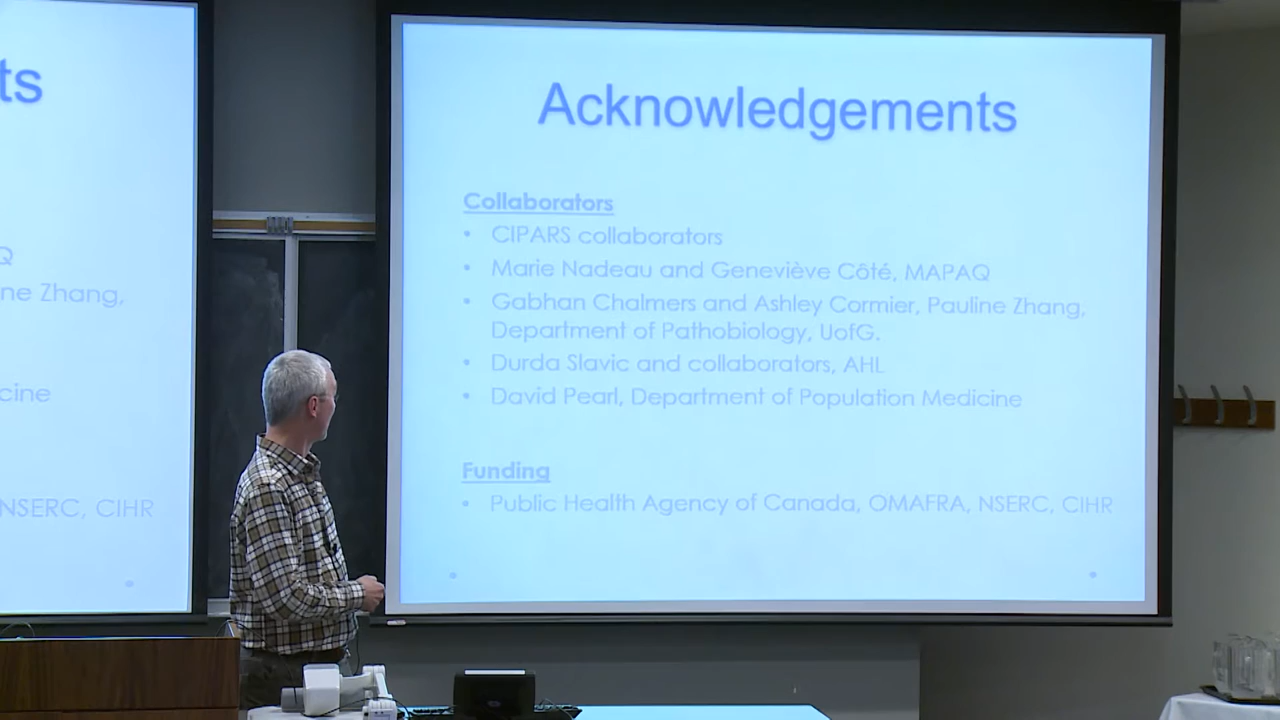 ts
Q
ne Zhang,
cine
NSERC, CIHR
Acknowledgements
Collaborators
• CIPARS collaborators
• Marie Nadeau and Geneviève Côté, MAPAQ
• Gabhan Chalmers and Ashley Cormier, Pauline Zhang,
Department of Pathobiology, UofG.
• Durda Slavic and collaborators, AHL
• David Pearl, Department of Population Medicine
Funding
• Public Health Agency of Canada, OMAFRA, NSERC, CIHR